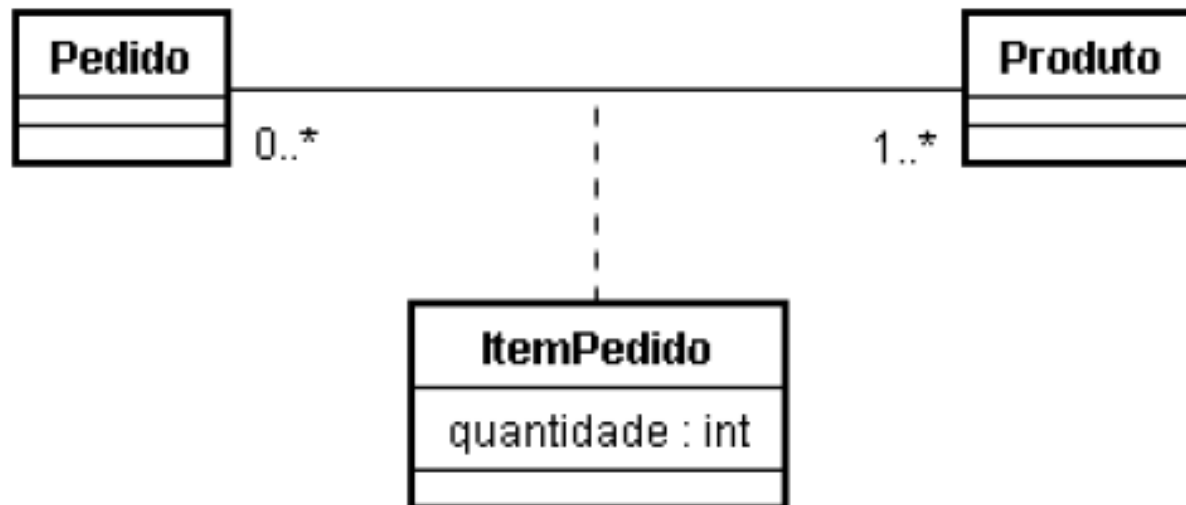 Pedido
Produto
0..*
1..*
ItemPedido
quantidade : int